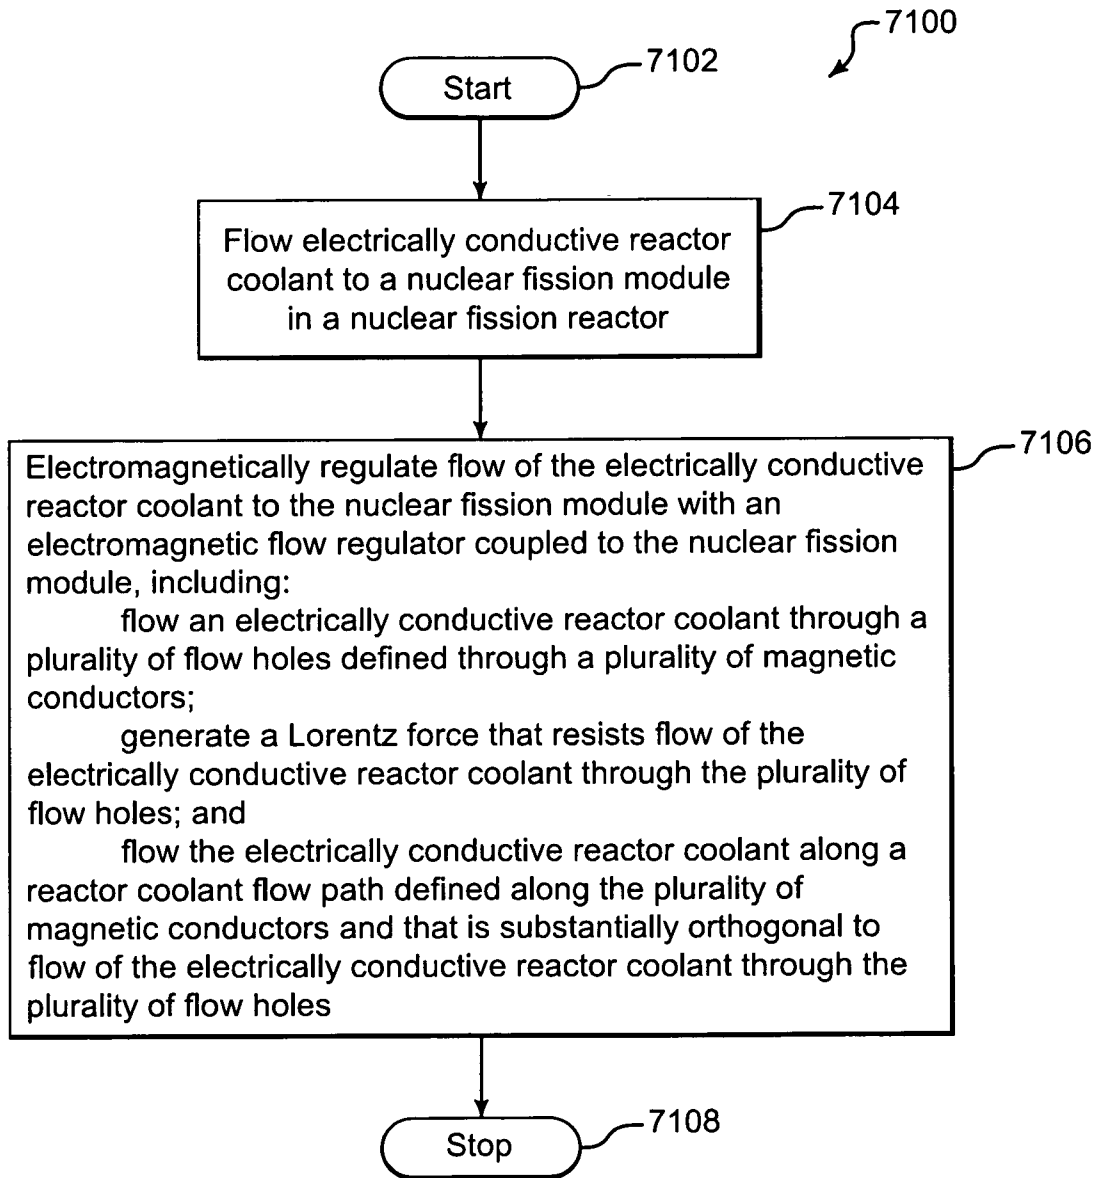 7100
7102
Start
7104
Flow electrically conductive reactor
coolant to a nuclear fission module
in a nuclear fission reactor
7106
Electromagnetically regulate flow of the electrically conductive
reactor coolant to the nuclear fission module with an
electromagnetic flow regulator coupled to the nuclear fission
module, including:
flow an electrically conductive reactor coolant through a
plurality of flow holes defined through a plurality of magnetic
conductors;
generate a Lorentz force that resists flow of the
electrically conductive reactor coolant through the plurality of
flow holes; and
flow the electrically conductive reactor coolant along a
reactor coolant flow path defined along the plurality of
magnetic conductors and that is substantially orthogonal to
flow of the electrically conductive reactor coolant through the
plurality of flow holes
7108
Stop